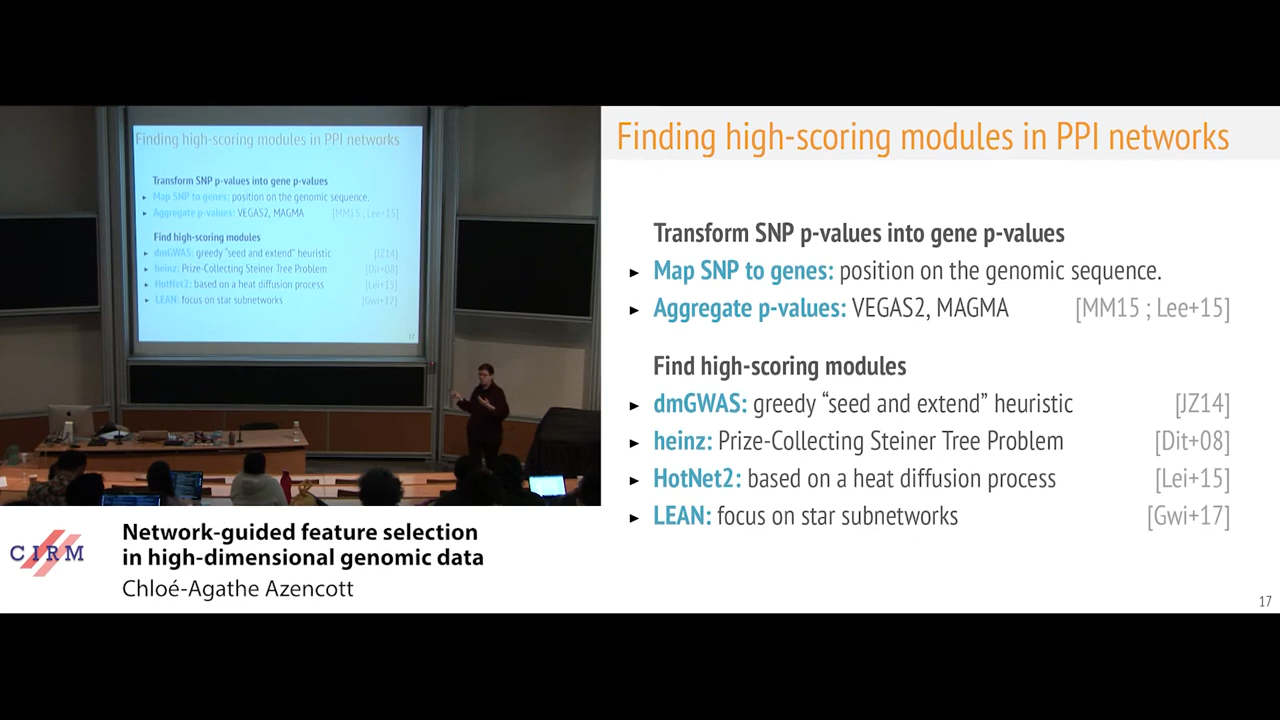 Finding high-scoring modules in PPI networks
Transform SNP p-values into gene p-values
► Map SNP to genes: position on the genomic sequence.
► Aggregate p-values: VEGAS2, MAGMA [MM15 ; Lee+15]
Find high-scoring modules
► dmGWAS: greedy "seed and extend" heuristic [JZ14]
► heinz: Prize-Collecting Steiner Tree Problem [Dit+08]
► HotNet2: based on a heat diffusion process [Lei+15]
► LEAN: focus on star subnetworks [Gwi+17]
17
Finding high-scoring modules in PPI networks
Transform SNP p-values into gene p-values
► Map SNP to genes: position on the genomic sequence.
► Aggregate p-values: VEGAS2, MAGMA [MM15 ; Lee+15]
Find high-scoring modules
► dmGWAS: greedy “seed and extend” heuristic [JZ14]
► heinz: Prize-Collecting Steiner Tree Problem [Dit+08]
► HotNet2: based on a heat diffusion process [Lei+15]
► LEAN: focus on star subnetworks [Gwi+17]
17
CIRM
Network-guided feature selection
in high-dimensional genomic data
Chloé-Agathe Azencott